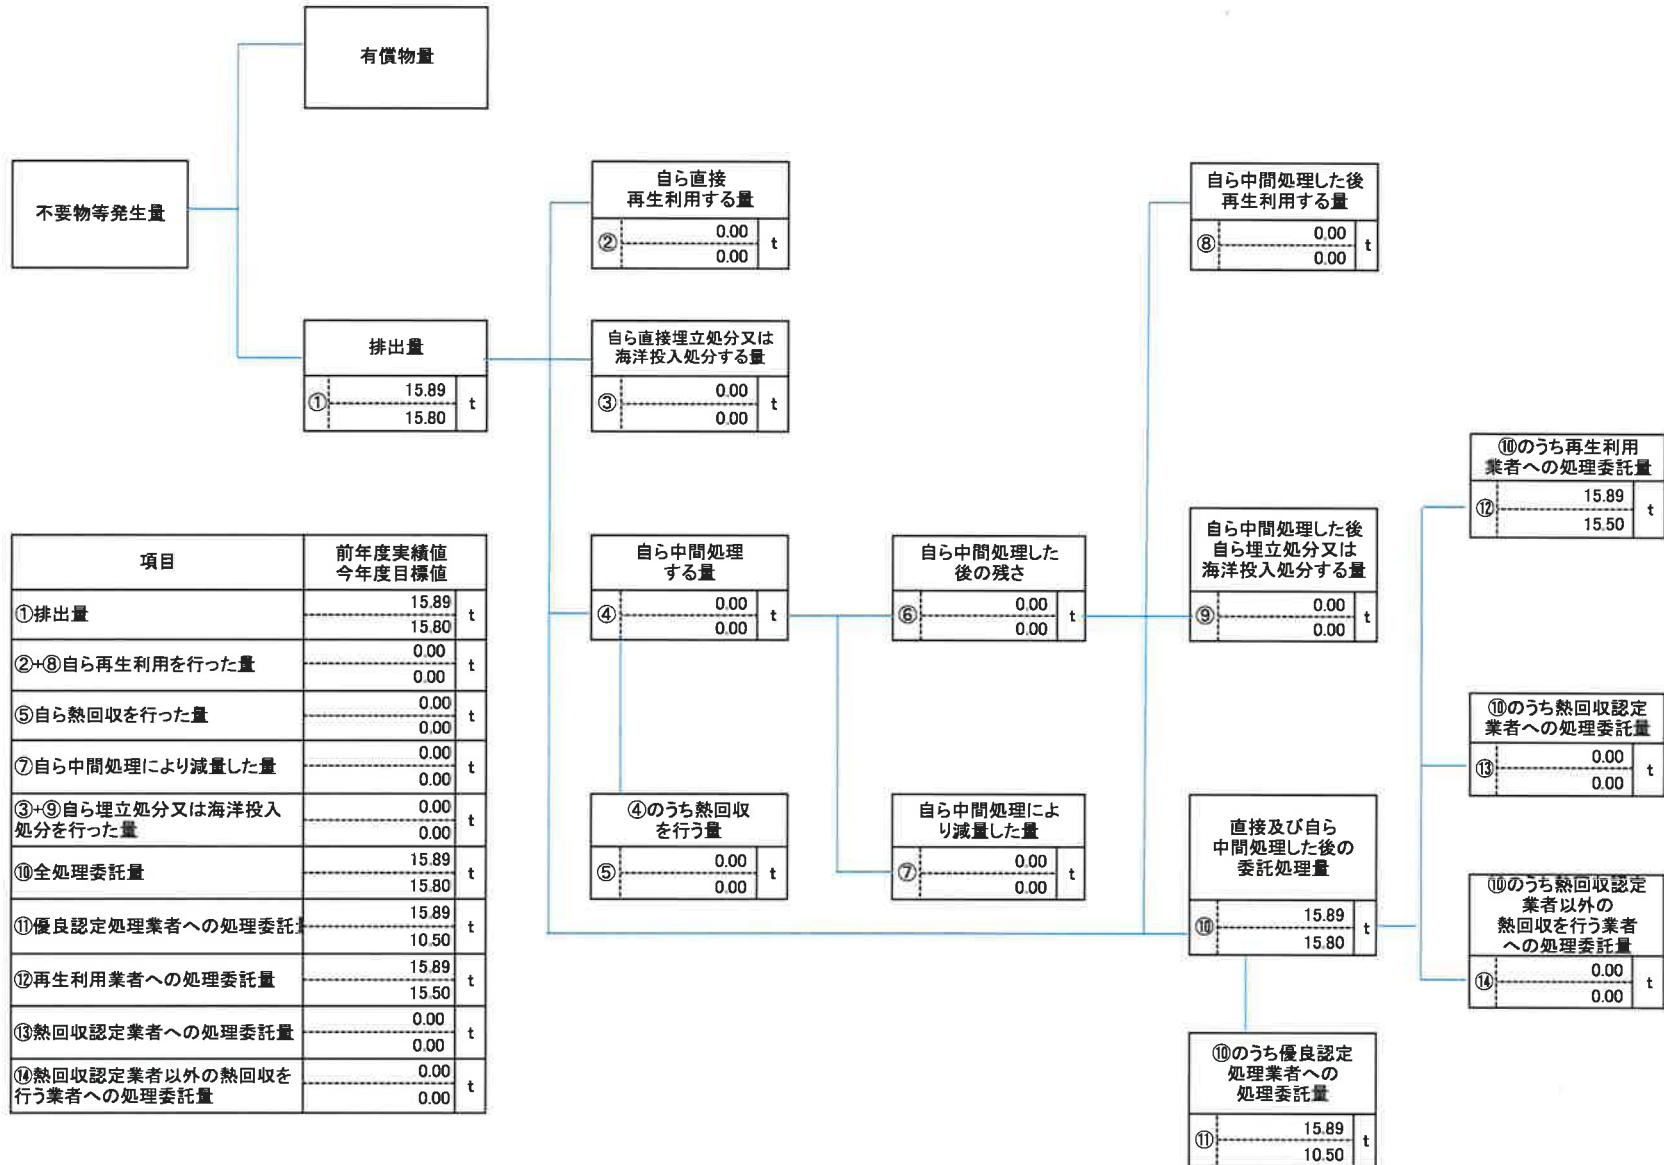 有償物量
不要物等発生量
排出量
①
15.89
15.80
t
自ら直接
再生利用する量
②
0.00
0.00
t
自ら直接埋立処分又は
海洋投入処分する量
③
0.00
0.00
t
自ら中間処理
する量
④
0.00
0.00
t
④のうち熱回収
を行う量
⑤
0.00
0.00
t
自ら中間処理した
後の残さ
⑥
0.00
0.00
t
自ら中間処理によ
り減量した量
⑦
0.00
0.00
t
自ら中間処理した後
再生利用する量
⑧
0.00
0.00
t
自ら中間処理した後
自ら埋立処分又は
海洋投入処分する量
⑨
0.00
0.00
t
直接及び自ら
中間処理した後の
委託処理量
⑩
15.89
15.80
t
⑩のうち優良認定
処理業者への
処理委託量
⑪
15.89
10.50
t
⑩のうち再生利用
業者への処理委託量
⑫
15.89
15.50
t
⑩のうち熱回収認定
業者への処理委託量
⑬
0.00
0.00
t
⑩のうち熱回収認定
業者以外の
熱回収を行う業者
への処理委託量
⑭
0.00
0.00
t
項目
前年度実績値
今年度目標値
①排出量
15.89
15.80
t
②+⑧自ら再生利用を行った量
0.00
0.00
t
⑤自ら熱回収を行った量
0.00
0.00
t
⑦自ら中間処理により減量した量
0.00
0.00
t
③+⑨自ら埋立処分又は海洋投入
処分を行った量
0.00
0.00
t
⑩全処理委託量
15.89
15.80
t
⑪優良認定処理業者への処理委託
15.89
10.50
t
⑫再生利用業者への処理委託量
15.89
15.50
t
⑬熱回収認定業者への処理委託量
0.00
0.00
t
⑭熱回収認定業者以外の熱回収を
行う業者への処理委託量
0.00
0.00
t